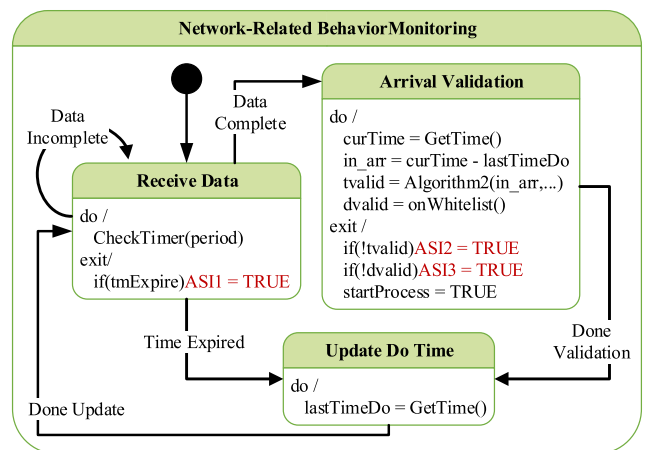 Network-Related BehaviorMonitoring
Data
Incomplete
Data
Complete
Arrival Validation
do /
curTime = GetTime()
in_arr = curTime - lastTimeDo
tvalid = Algorithm2(in_arr,...)
dvalid = onWhitelist()
exit /
if(!tvalid)ASI2 = TRUE
if(!dvalid)ASI3 = TRUE
startProcess = TRUE
Receive Data
do /
CheckTimer(period)
exit/
if(tmExpire)ASI1 = TRUE
Time Expired
Done
Validation
Update Do Time
do /
lastTimeDo = GetTime()
Done Update